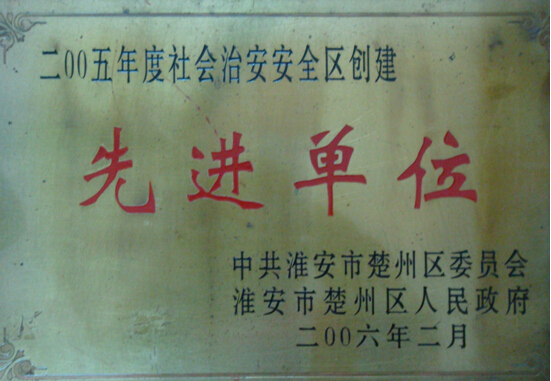 二00五年度社会治安安全区创建
先进单位
中共淮安市楚州区委员会
淮安市楚州区人民政府
二00六年二月